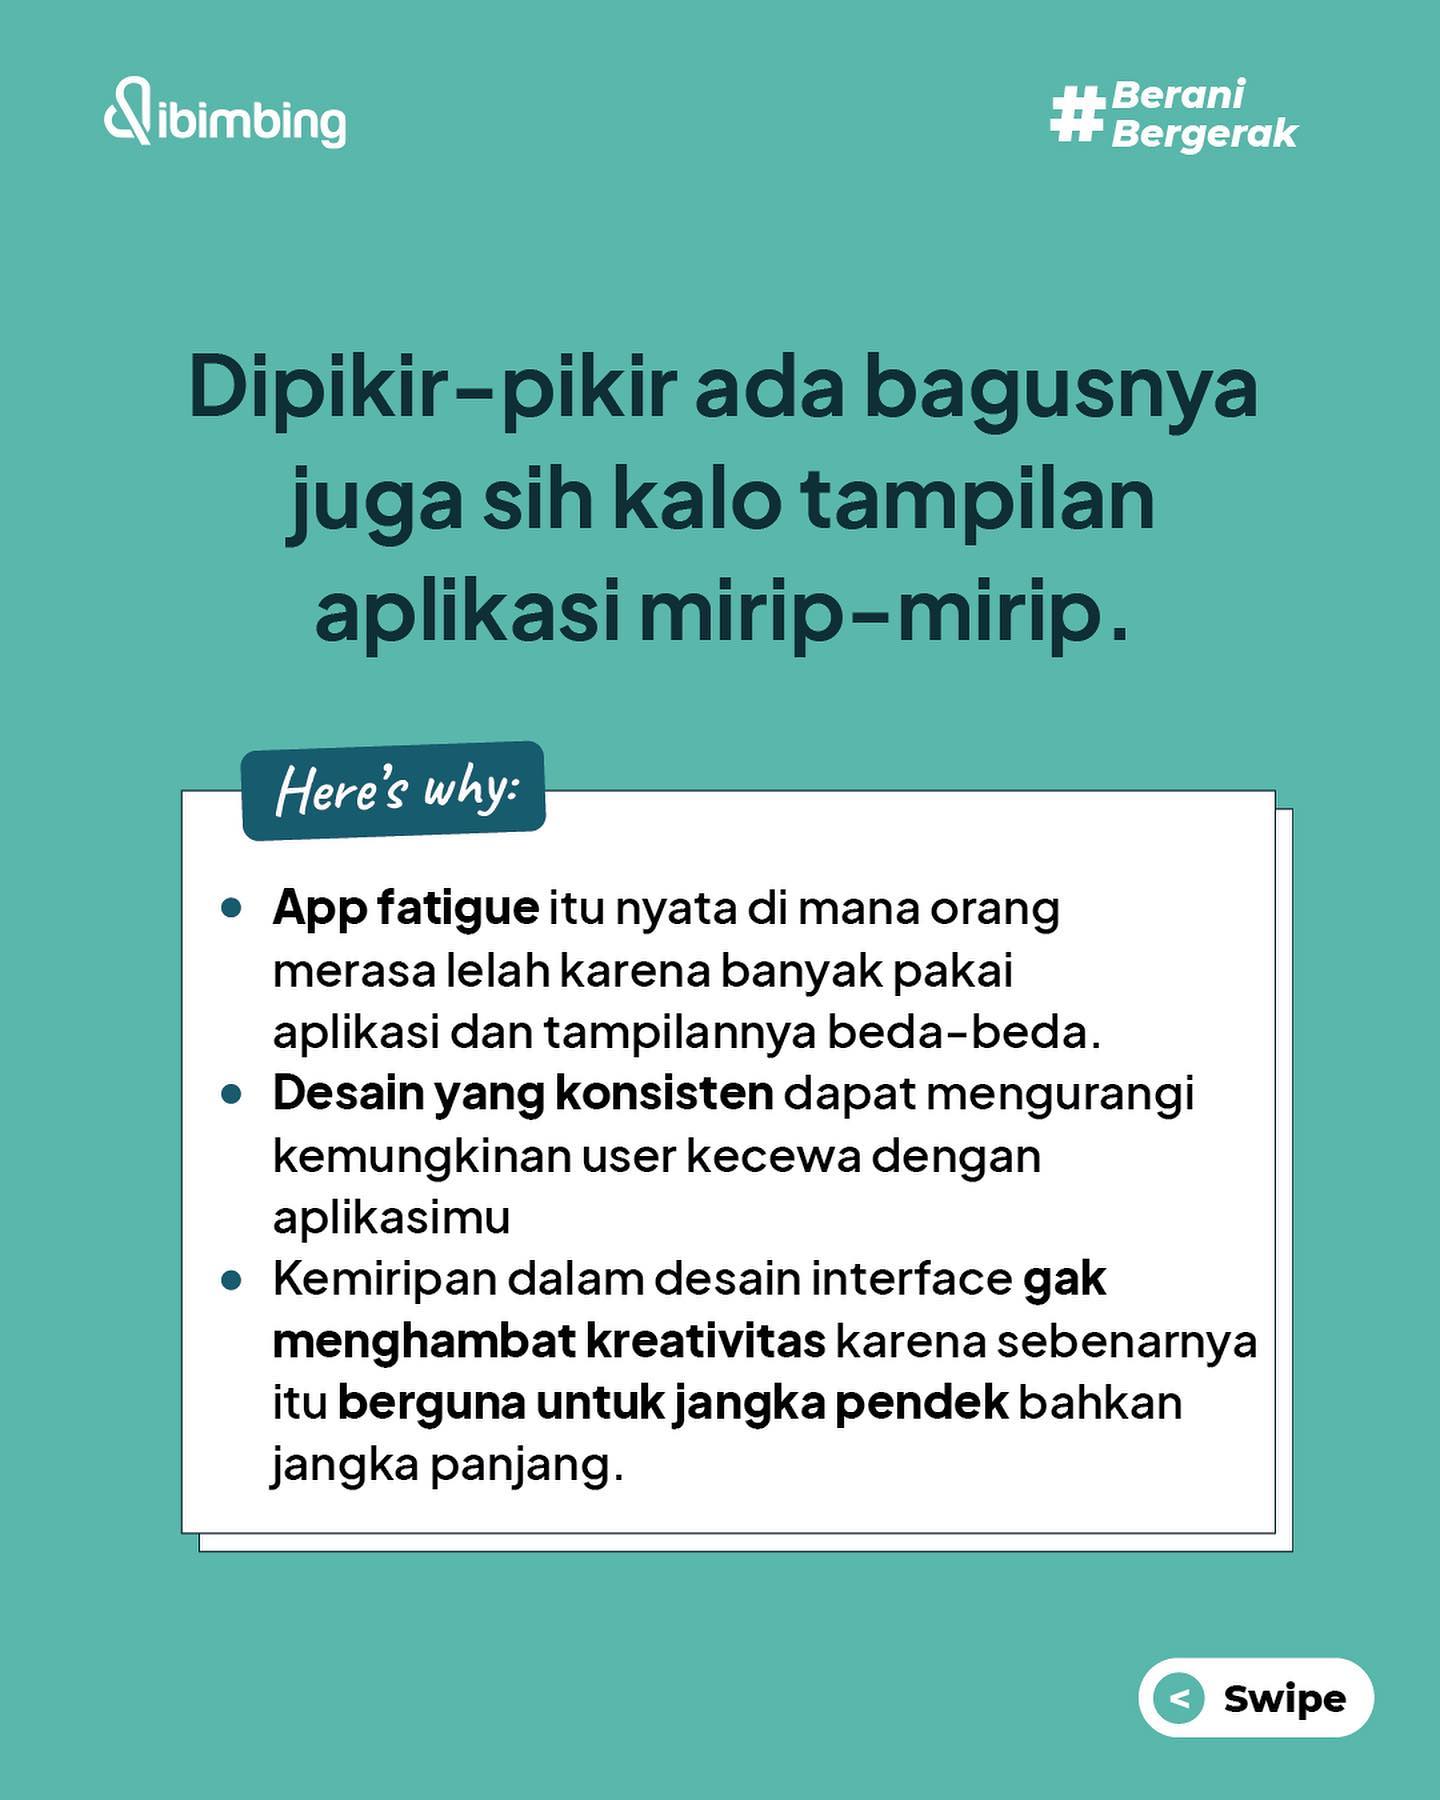 dibimbing
#Berani
Bergerak
Dipikir-pikir ada bagusnya
juga sih kalo tampilan
aplikasi mirip-mirip.
Here's why:
• App fatigue itu nyata di mana orang
merasa lelah karena banyak pakai
aplikasi dan tampilannya beda-beda.
• Desain yang konsisten dapat mengurangi
kemungkinan user kecewa dengan
aplikasimu
• Kemiripan dalam desain interface gak
menghambat kreativitas karena sebenarnya
itu berguna untuk jangka pendek bahkan
jangka panjang.
< Swipe